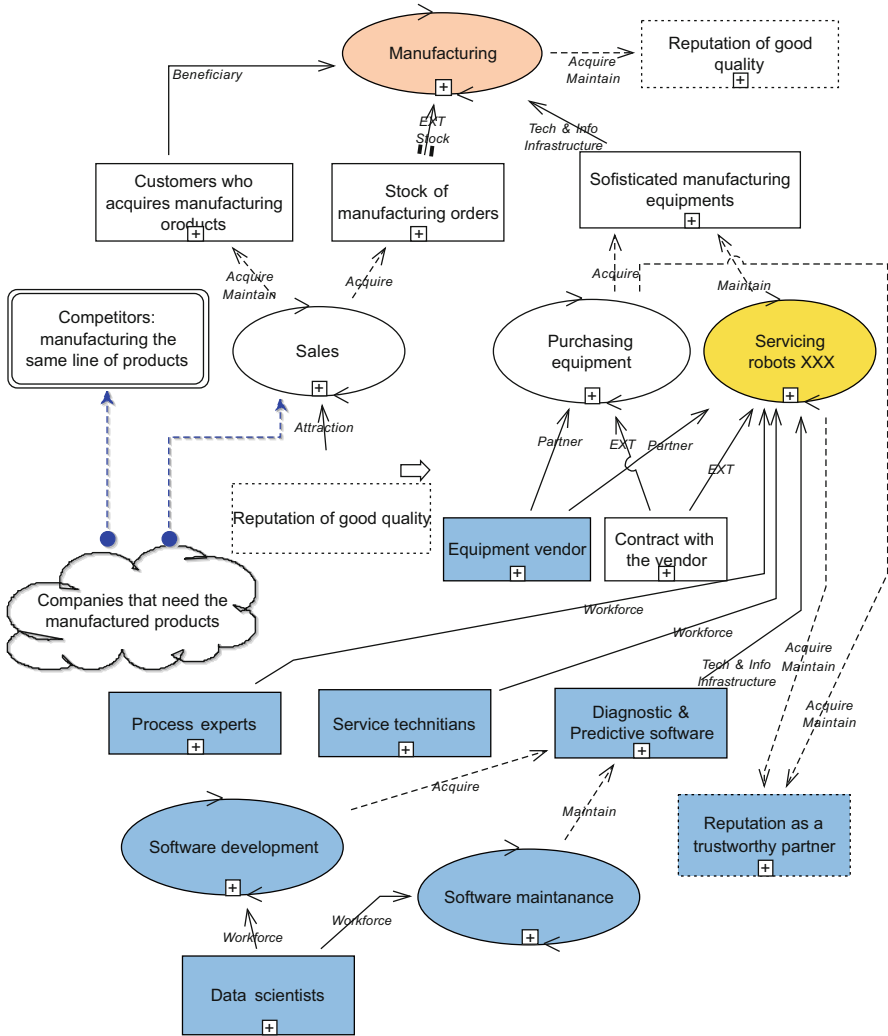 Manufacturing
Reputation of good
quality
Acquire
Maintain
Beneficiary
EXT
Stock
Tech & Info
Infrastructure
Customers who
acquires manufacturing
oroducts
Stock of
manufacturing orders
Sofisticated manufacturing
equipments
Acquire
Maintain
Acquire
Acquire
Maintain
Competitors:
manufacturing the
same line of products
Sales
Purchasing
equipment
Servicing
robots XXX
Attraction
Partner
EXT
Partner
EXT
Reputation of good quality
Equipment vendor
Contract with
the vendor
Companies that need the
manufactured products
Workforce
Workforce
Tech & Info
Infrastructure
Acquire
Maintain
Acquire
Maintain
Process experts
Service technitians
Diagnostic &
Predictive software
Acquire
Maintain
Reputation as a
trustworthy partner
Software development
Software maintanance
Workforce
Workforce
Data scientists